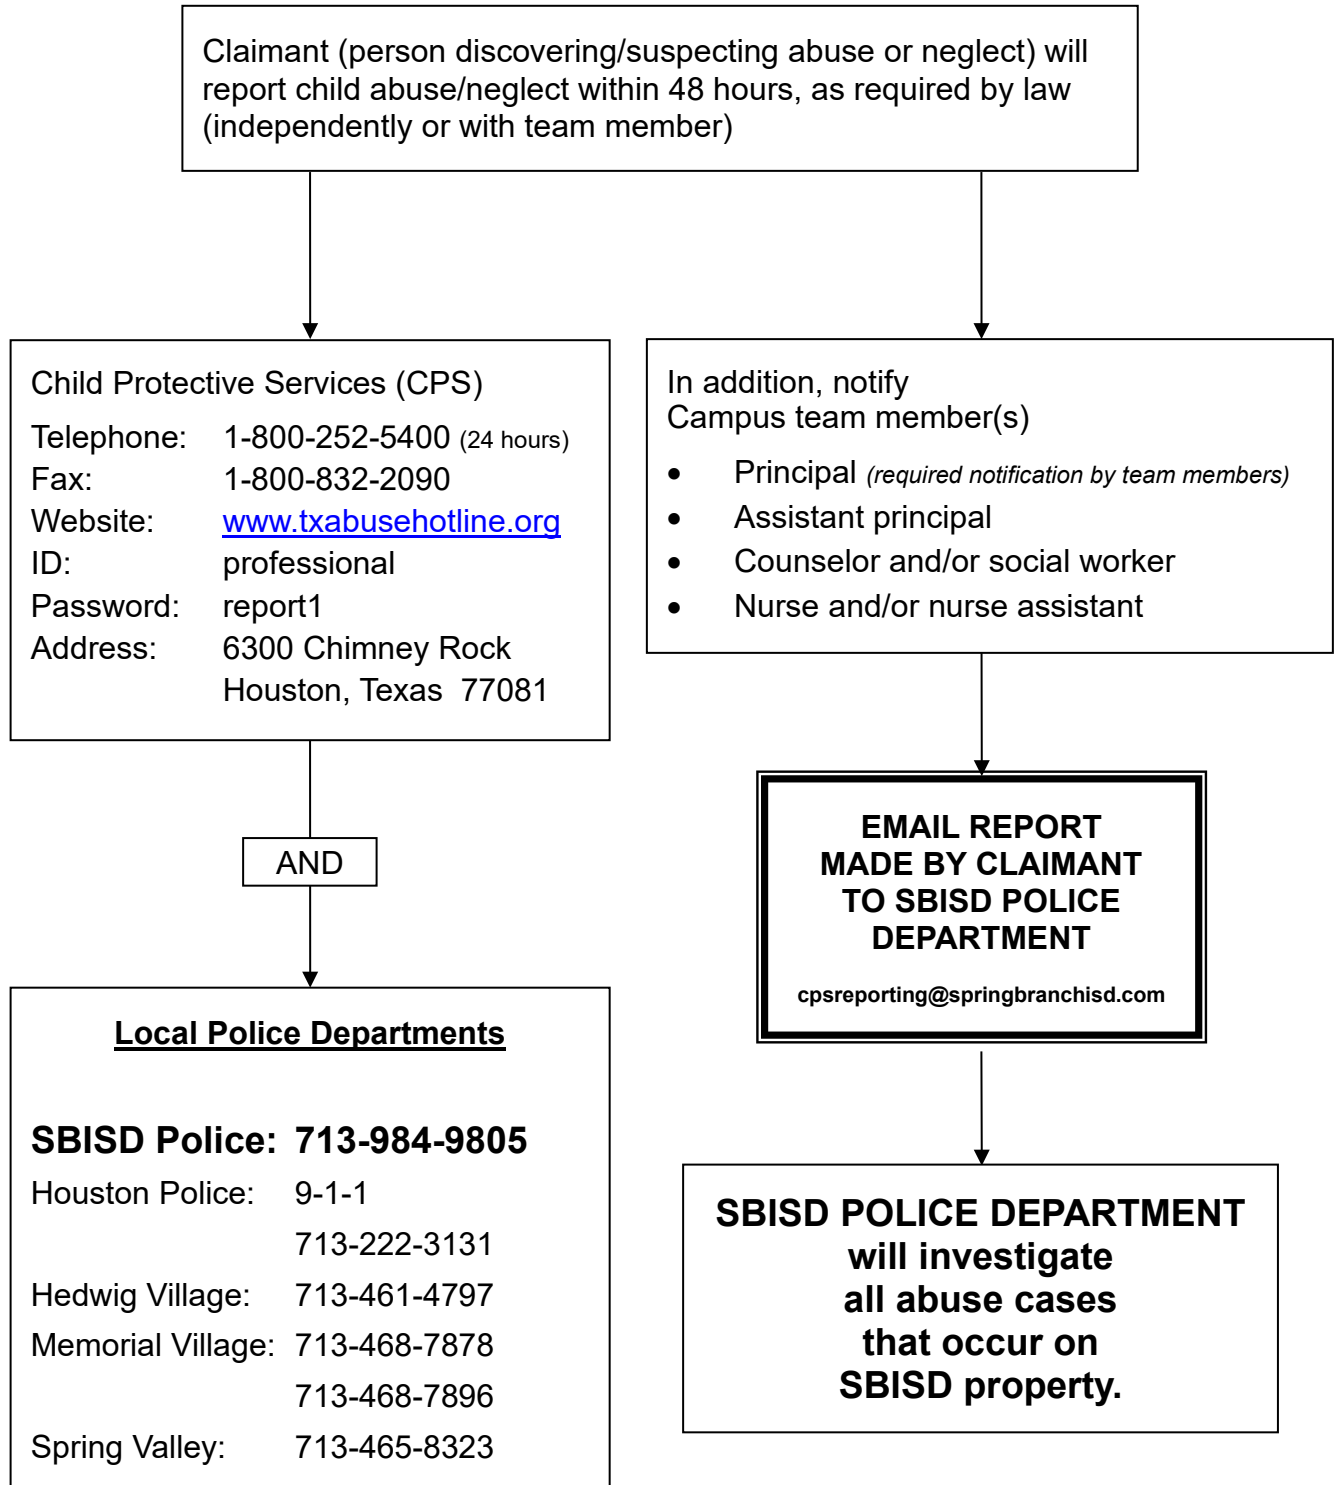 Claimant (person discovering/suspecting abuse or neglect) will
report child abuse/neglect within 48 hours, as required by law
(independently or with team member)
Child Protective Services (CPS)
Telephone: 1-800-252-5400 (24 hours)
Fax: 1-800-832-2090
Website: www.txabusehotline.org
ID: professional
Password: report1
Address: 6300 Chimney Rock
Houston, Texas 77081
AND
Local Police Departments
SBISD Police: 713-984-9805
Houston Police: 9-1-1
713-222-3131
Hedwig Village: 713-461-4797
Memorial Village: 713-468-7878
713-468-7896
Spring Valley: 713-465-8323
In addition, notify
Campus team member(s)
• Principal (required notification by team members)
• Assistant principal
• Counselor and/or social worker
• Nurse and/or nurse assistant
EMAIL REPORT
MADE BY CLAIMANT
TO SBISD POLICE
DEPARTMENT
cpsreporting@springbranchisd.com
SBISD POLICE DEPARTMENT
will investigate
all abuse cases
that occur on
SBISD property.